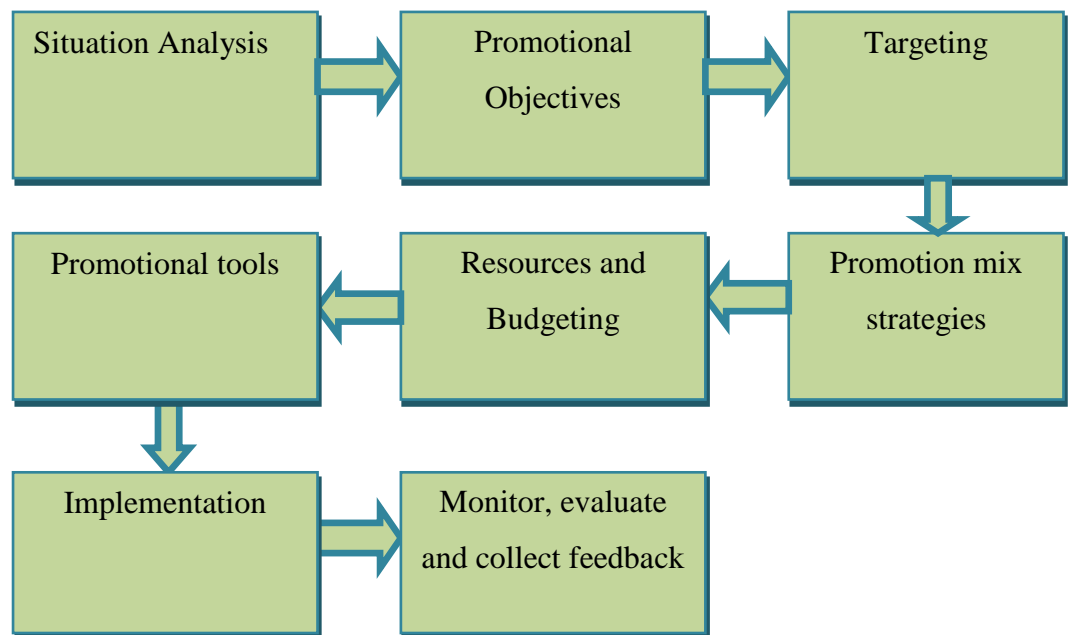 Situation Analysis
Promotional
Objectives
Targeting
Promotion mix
strategies
Resources and
Budgeting
Promotional tools
Implementation
Monitor, evaluate
and collect feedback